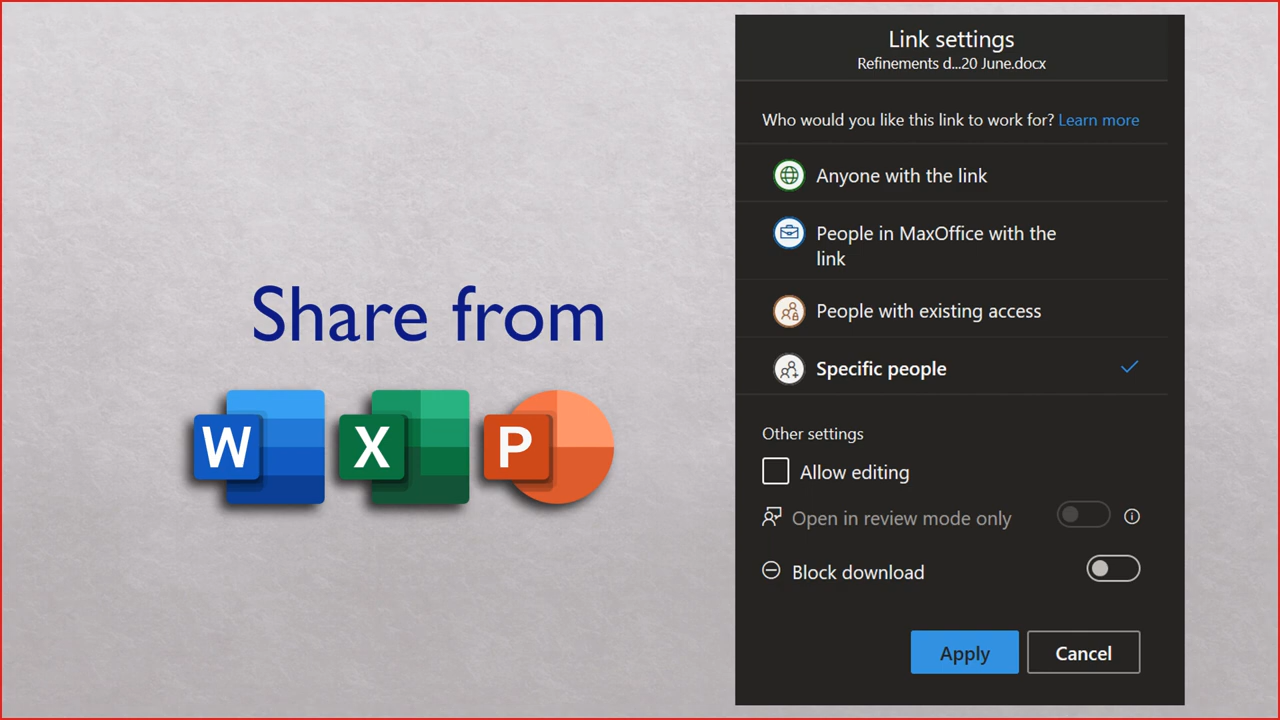 Share from
W X P
Link settings
Refinements d...20 June.docx
Who would you like this link to work for? Learn more
Anyone with the link
People in MaxOffice with the
link
People with existing access
Specific people
Other settings
Allow editing
Open in review mode only
Block download
Apply Cancel